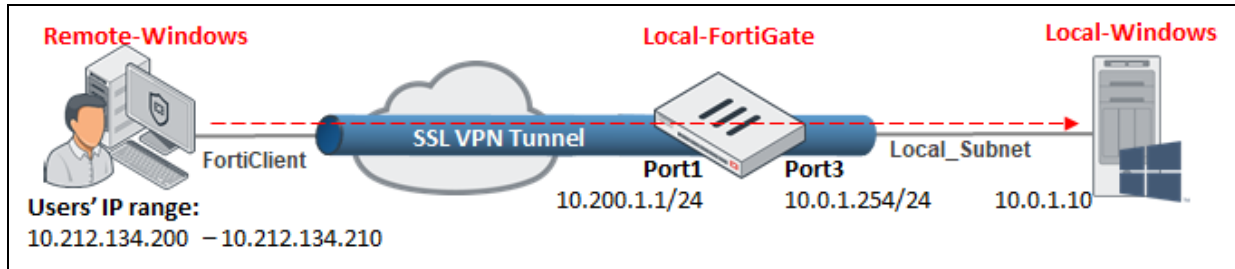 Remote-Windows
Local-FortiGate
Local-Windows
SSL VPN Tunnel
FortiClient
Local_Subnet
Port1
Port3
10.200.1.1/24
10.0.1.254/24
10.0.1.10
Users' IP range:
10.212.134.200 – 10.212.134.210